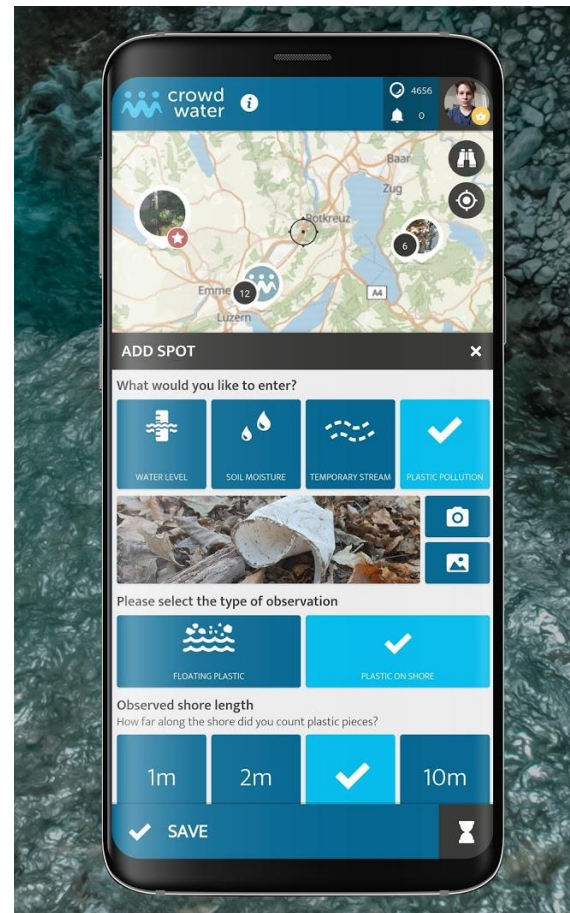 crowd
water
i
4656
0
Baar
Zug
Rotkreuz
6
Emme
12
A4
Luzern
ADD SPOT
What would you like to enter?
WATER LEVEL
SOIL MOISTURE
TEMPORARY STREAM
PLASTIC POLLUTION
Please select the type of observation
FLOATING PLASTIC
PLASTIC ON SHORE
Observed shore length
How far along the shore did you count plastic pieces?
1m
2m
10m
SAVE